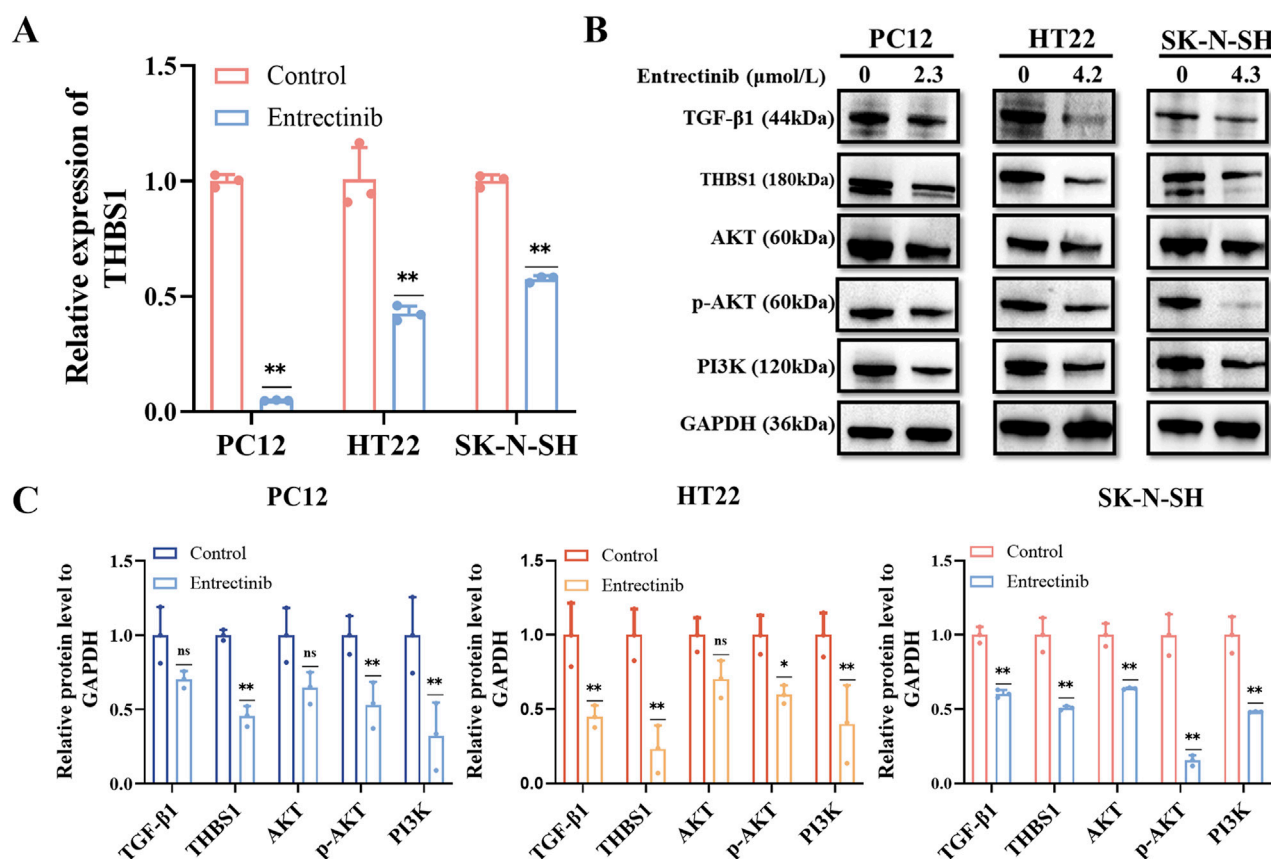 A
Relative expression of
THBS1
1.5
1.0
0.5
0.0
Control
Entrectinib
**
**
**
PC12 HT22 SK-N-SH
B
PC12 HT22 SK-N-SH
Entrectinib (μmol/L) 0 2.3 0 4.2 0 4.3
TGF-β1 (44kDa)
THBS1 (180kDa)
AKT (60kDa)
p-AKT (60kDa)
PI3K (120kDa)
GAPDH (36kDa)
C
PC12
Relative protein level to
GAPDH
1.5
1.0
0.5
0.0
Control
Entrectinib
ns ** ns ** **
TGF-β1 THBS1 AKT p-AKT PI3K
HT22
Relative protein level to
GAPDH
1.5
1.0
0.5
0.0
Control
Entrectinib
** ** ns * **
TGF-β1 THBS1 AKT p-AKT PI3K
SK-N-SH
Relative protein level to
GAPDH
1.5
1.0
0.5
0.0
Control
Entrectinib
** ** ** ** **
TGF-β1 THBS1 AKT p-AKT PI3K